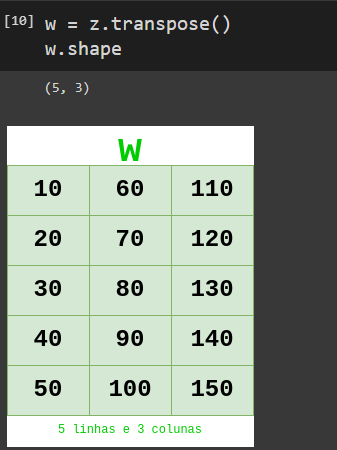 [10] w = z.transpose()
w.shape
(5, 3)
W
10 60 110
20 70 120
30 80 130
40 90 140
50 100 150
5 linhas e 3 colunas